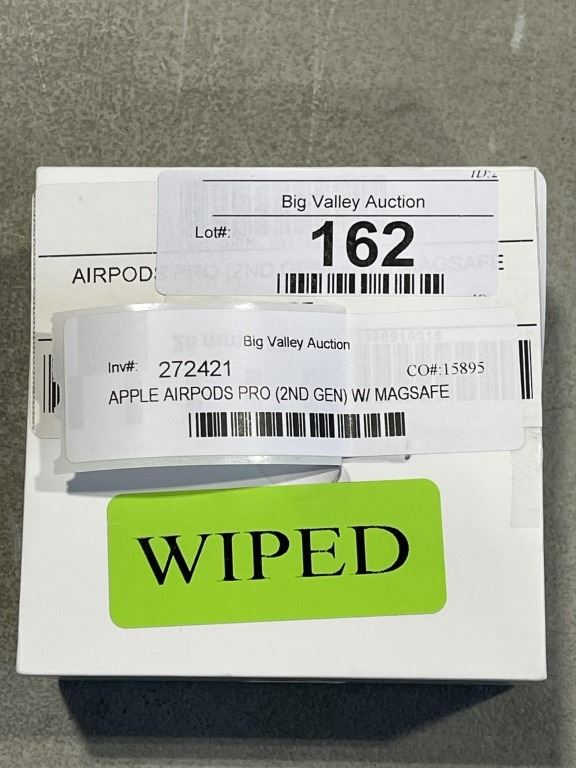 Big Valley Auction
Lot#: 162
AIRPODS PRO (2ND GEN) MAGSAFE
Big Valley Auction
Inv#: 272421 CO#:15895
APPLE AIRPODS PRO (2ND GEN) W/ MAGSAFE
WIPED